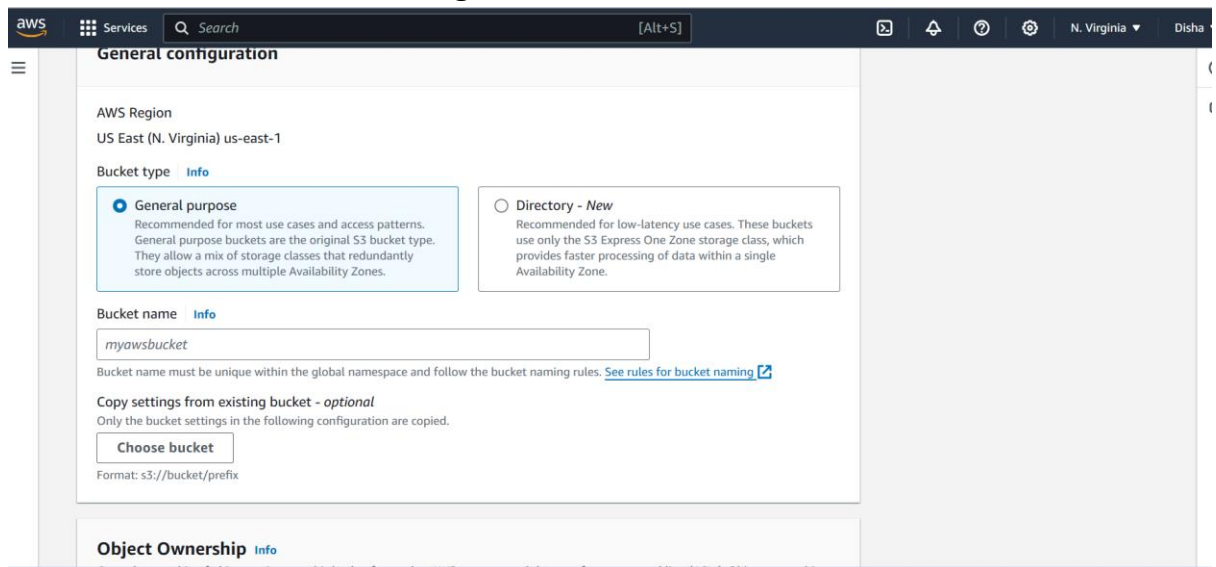 aws Services Search [Alt+S] N. Virginia Disha
General configuration
AWS Region
US East (N. Virginia) us-east-1
Bucket type Info
General purpose
Recommended for most use cases and access patterns.
General purpose buckets are the original S3 bucket type.
They allow a mix of storage classes that redundantly
store objects across multiple Availability Zones.
Directory - New
Recommended for low-latency use cases. These buckets
use only the S3 Express One Zone storage class, which
provides faster processing of data within a single
Availability Zone.
Bucket name Info
myawsbucket
Bucket name must be unique within the global namespace and follow the bucket naming rules. See rules for bucket naming
Copy settings from existing bucket - optional
Only the bucket settings in the following configuration are copied.
Choose bucket
Format: s3://bucket/prefix
Object Ownership Info